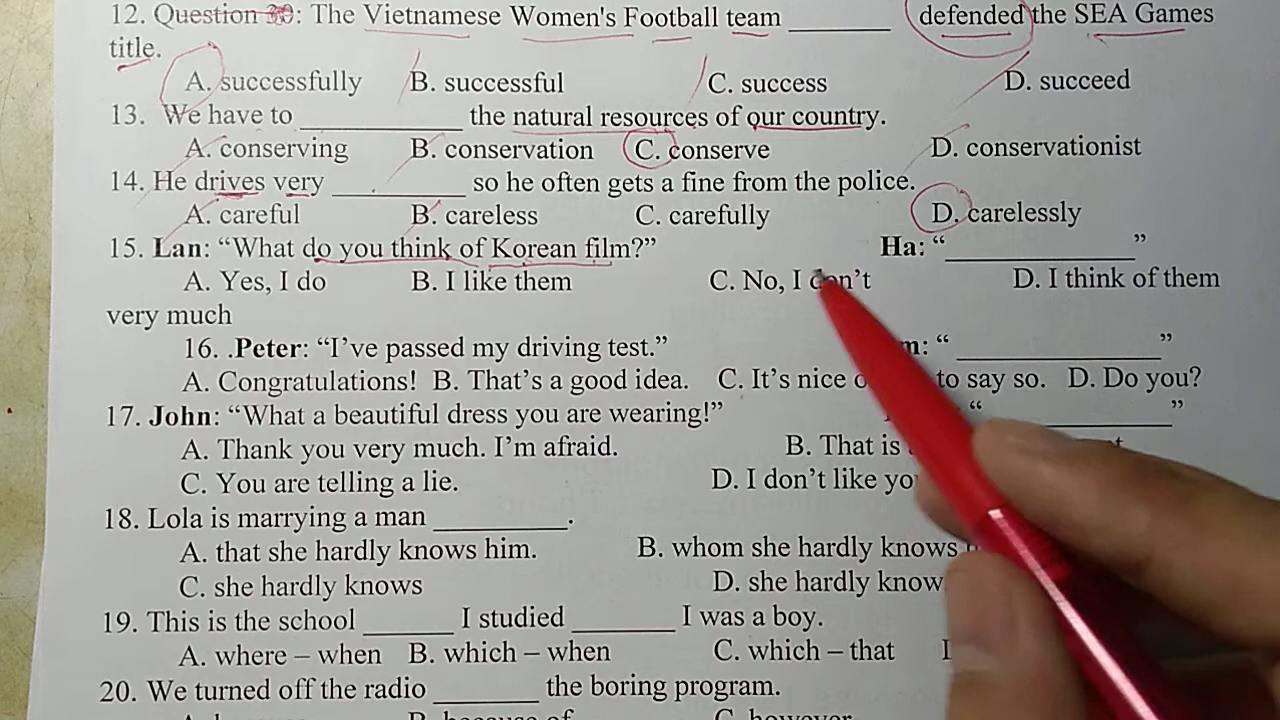 12. Question 30: The Vietnamese Women's Football team _______ defended the SEA Games
title.
A. successfully B. successful C. success D. succeed
13. We have to ___________ the natural resources of our country.
A. conserving B. conservation C. conserve D. conservationist
14. He drives very _________ so he often gets a fine from the police.
A. careful B. careless C. carefully D. carelessly
15. Lan: “What do you think of Korean film?” Ha: “_____________”
A. Yes, I do B. I like them C. No, I don’t D. I think of them
very much
16. .Peter: “I’ve passed my driving test.” “______________”
A. Congratulations! B. That’s a good idea. C. It’s nice to say so. D. Do you?
17. John: “What a beautiful dress you are wearing!” “____________”
A. Thank you very much. I’m afraid. B. That is
C. You are telling a lie. D. I don’t like
18. Lola is marrying a man _________.
A. that she hardly knows him. B. whom she hardly knows
C. she hardly knows D. she hardly know
19. This is the school ______ I studied _______ I was a boy.
A. where – when B. which – when C. which – that
20. We turned off the radio _______ the boring program.
B. because of C. however